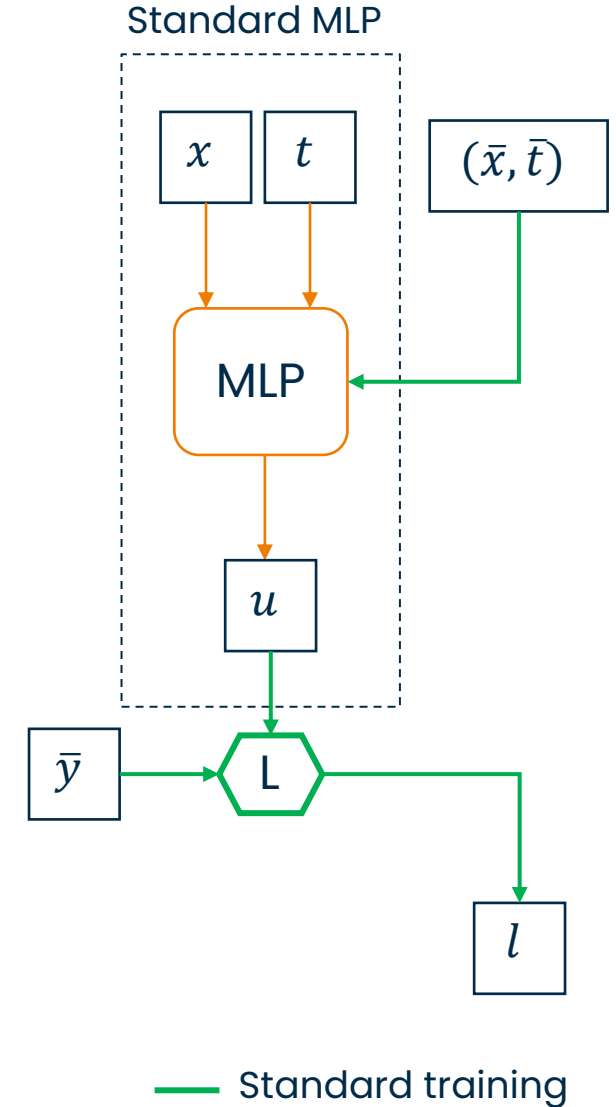 Standard MLP
x
t
(x̄, t̄)
MLP
u
ȳ
L
l
Standard training